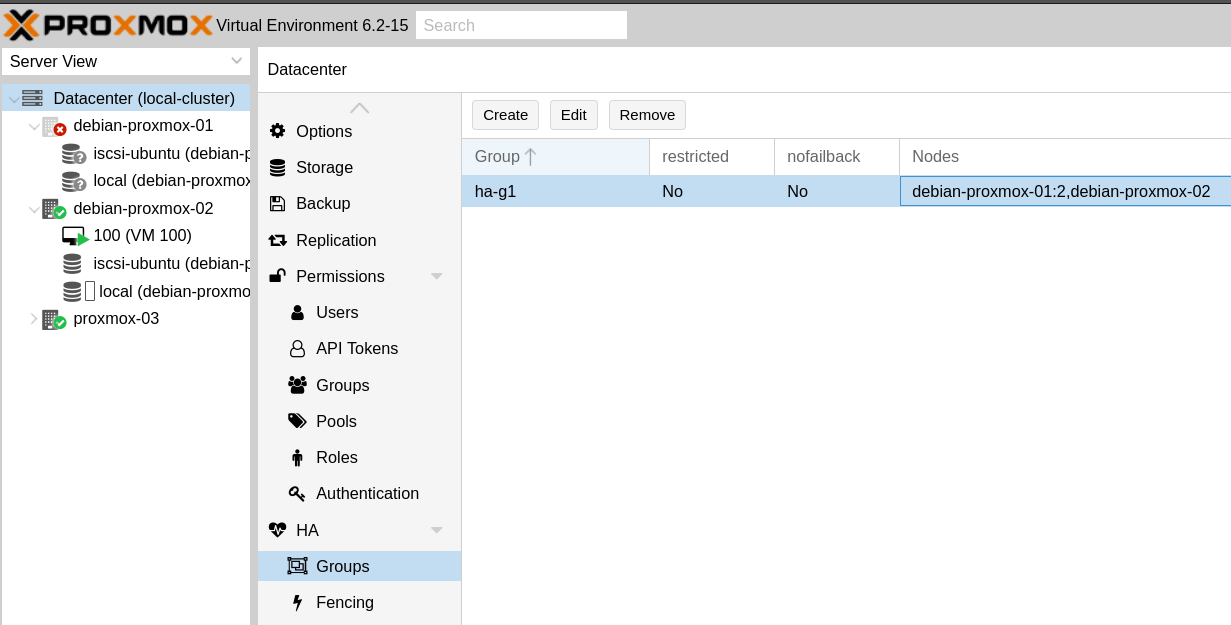 PROXMOX Virtual Environment 6.2-15 Search
Server View
Datacenter (local-cluster)
debian-proxmox-01
iscsi-ubuntu (debian-p
local (debian-proxmox
debian-proxmox-02
100 (VM 100)
iscsi-ubuntu (debian-p
local (debian-proxmo
proxmox-03
Datacenter
Options
Storage
Backup
Replication
Permissions
Users
API Tokens
Groups
Pools
Roles
Authentication
HA
Groups
Fencing
Create Edit Remove
Group restricted nofailback Nodes
ha-g1 No No debian-proxmox-01:2,debian-proxmox-02